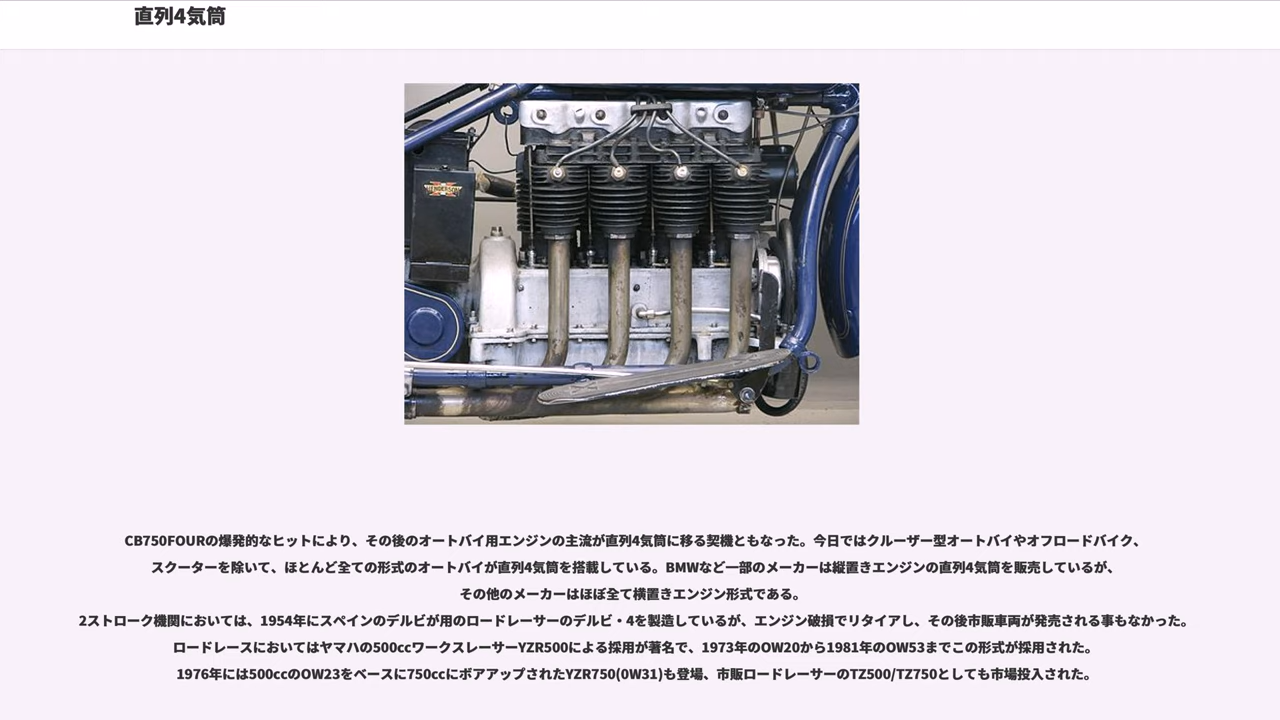 直列4気筒
HENDERSON
CB750FOURの爆発的なヒットにより、その後のオートバイ用エンジンの主流が直列4気筒に移る契機ともなった。今日ではクルーザー型オートバイやオフロードバイク、
スクーターを除いて、ほとんど全ての形式のオートバイが直列4気筒を搭載している。BMWなど一部のメーカーは縦置きエンジンの直列4気筒を販売しているが、
その他のメーカーはほぼ全て横置きエンジン形式である。
2ストローク機関においては、1954年にスペインのデルビが用のロードレーサーのデルビ・4を製造しているが、エンジン破損でリタイアし、その後市販車両が発売される事もなかった。
ロードレースにおいてはヤマハの500ccワークスレーサーYZR500による採用が著名で、1973年のOW20から1981年のOW53までこの形式が採用された。
1976年には500ccのOW23をベースに750ccにボアアップされたYZR750(0W31)も登場、市販ロードレーサーのTZ500/TZ750としても市場投入された。